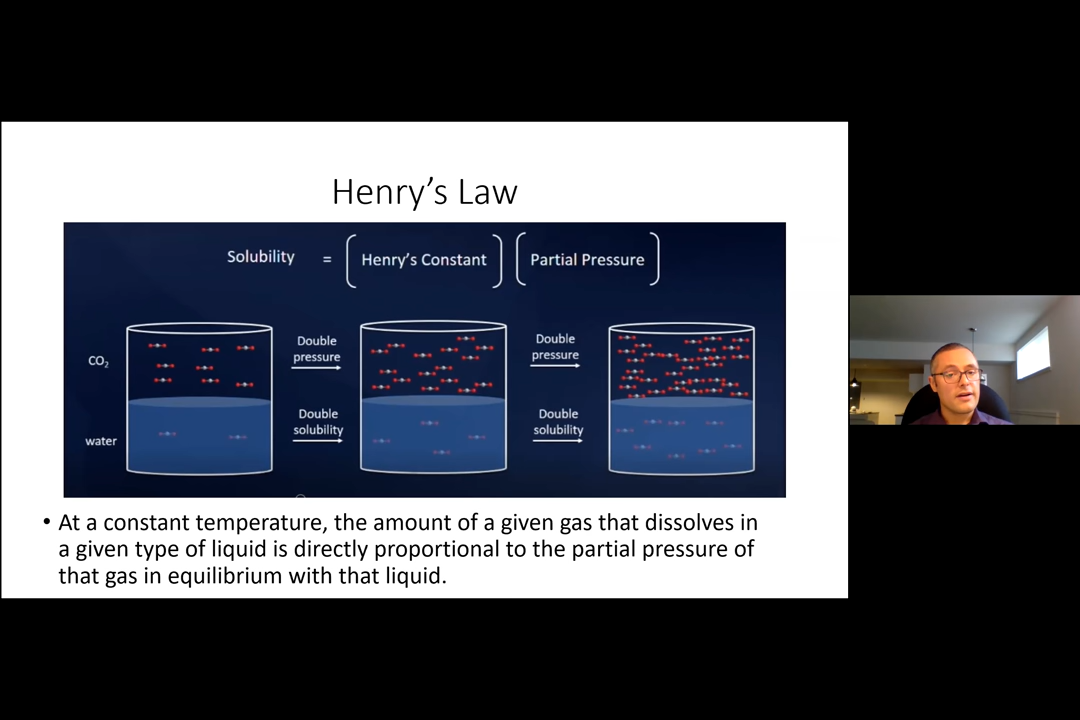 Henry's Law
Solubility = Henry's Constant Partial Pressure
CO₂
Double
pressure
Double
pressure
water
Double
solubility
Double
solubility
• At a constant temperature, the amount of a given gas that dissolves in
a given type of liquid is directly proportional to the partial pressure of
that gas in equilibrium with that liquid.